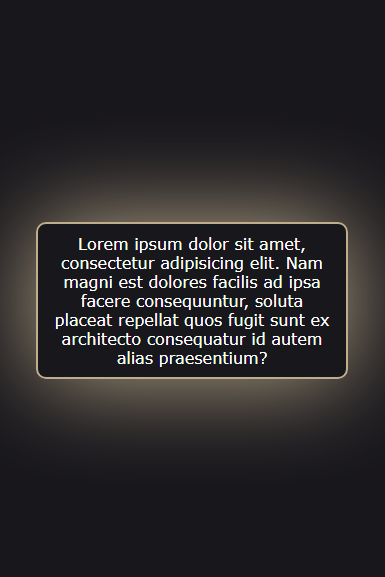 Lorem ipsum dolor sit amet,
consectetur adipisicing elit. Nam
magni est dolores facilis ad ipsa
facere consequuntur, soluta
placeat repellat quos fugit sunt ex
architecto consequatur id autem
alias praesentium?